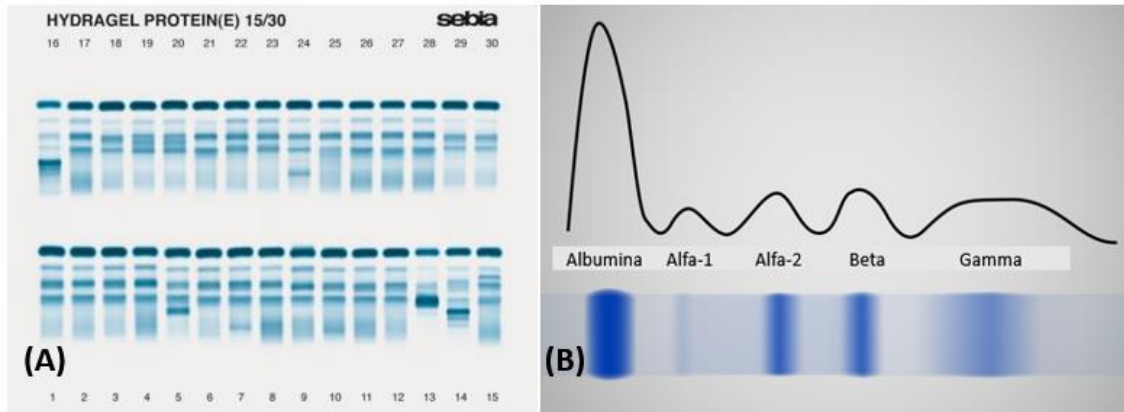 HYDRAGEL PROTEIN(E) 15/30 sebia
16 17 18 19 20 21 22 23 24 25 26 27 28 29 30
(A)
1 2 3 4 5 6 7 8 9 10 11 12 13 14 15
Albumina Alfa-1 Alfa-2 Beta Gamma
(B)